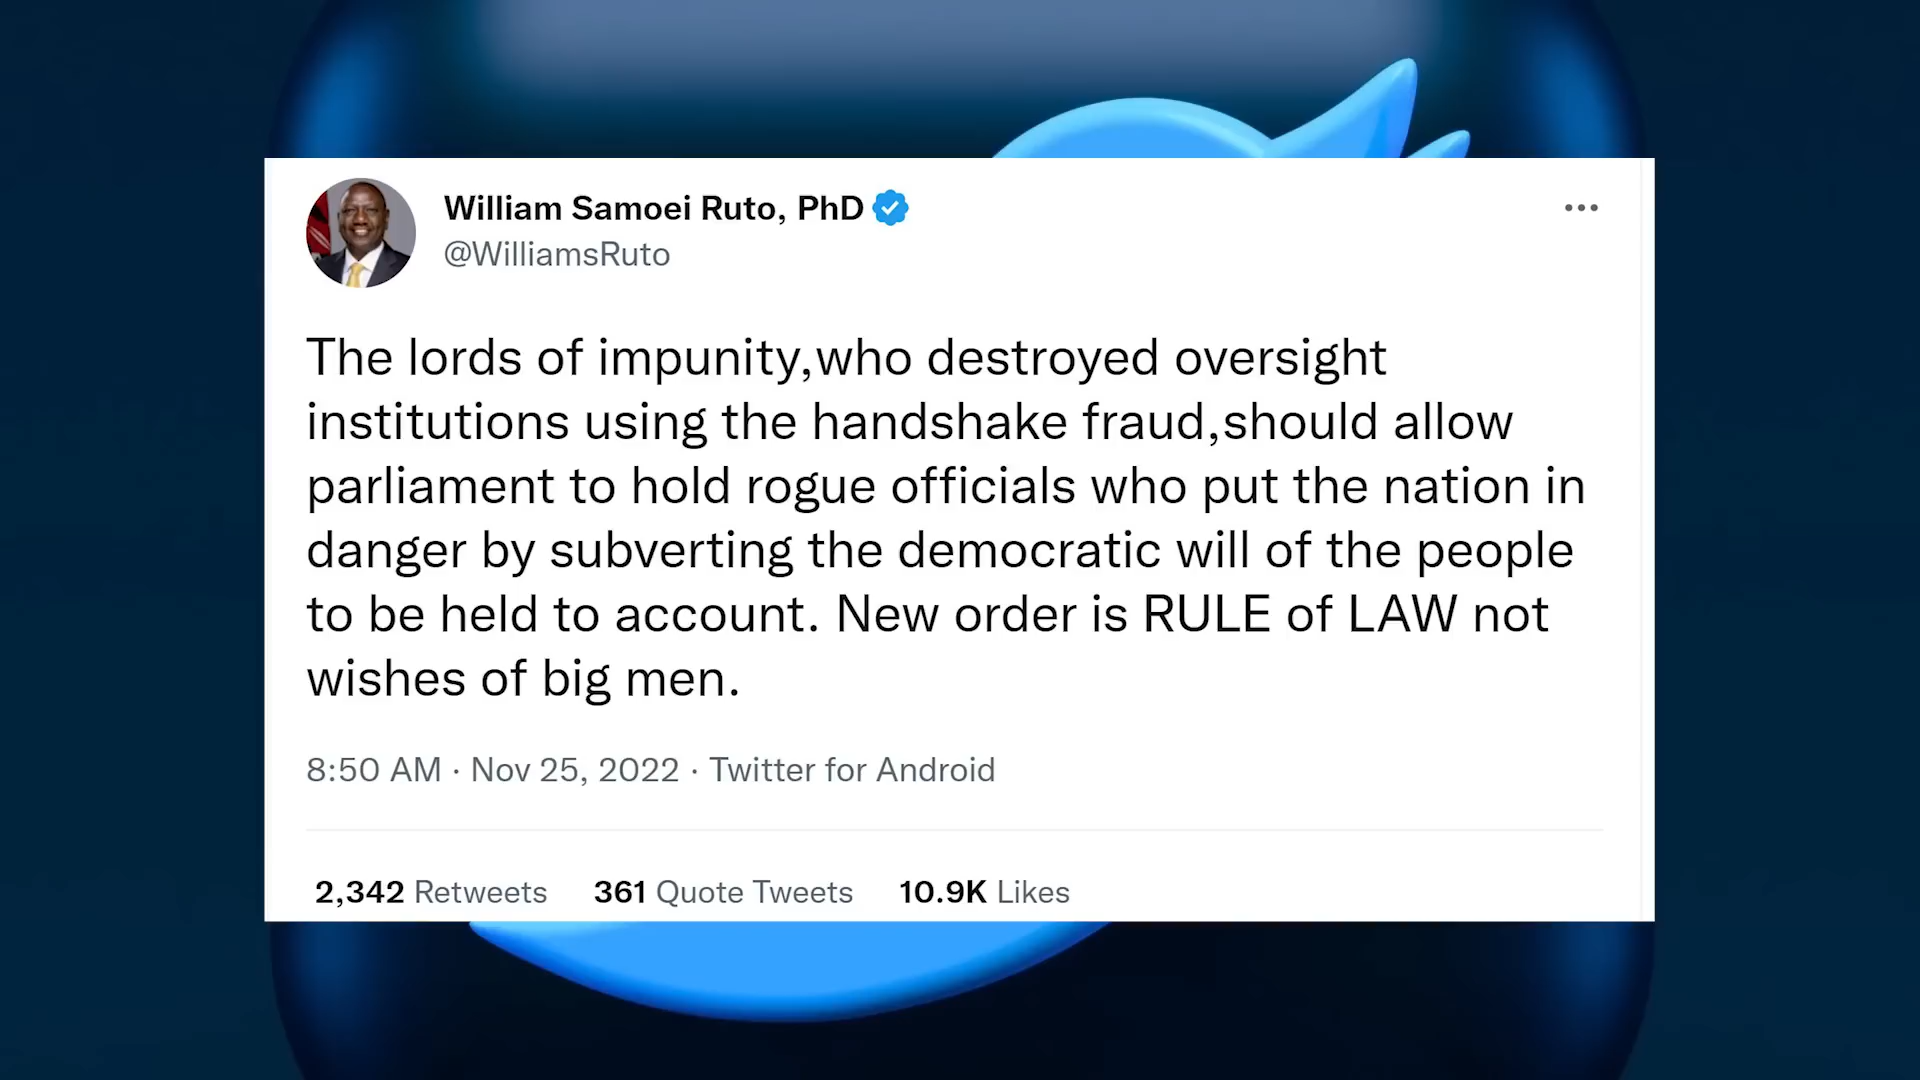 William Samoei Ruto, PhD
@WilliamsRuto
The lords of impunity,who destroyed oversight
institutions using the handshake fraud,should allow
parliament to hold rogue officials who put the nation in
danger by subverting the democratic will of the people
to be held to account. New order is RULE of LAW not
wishes of big men.
8:50 AM · Nov 25, 2022 · Twitter for Android
2,342 Retweets 361 Quote Tweets 10.9K Likes